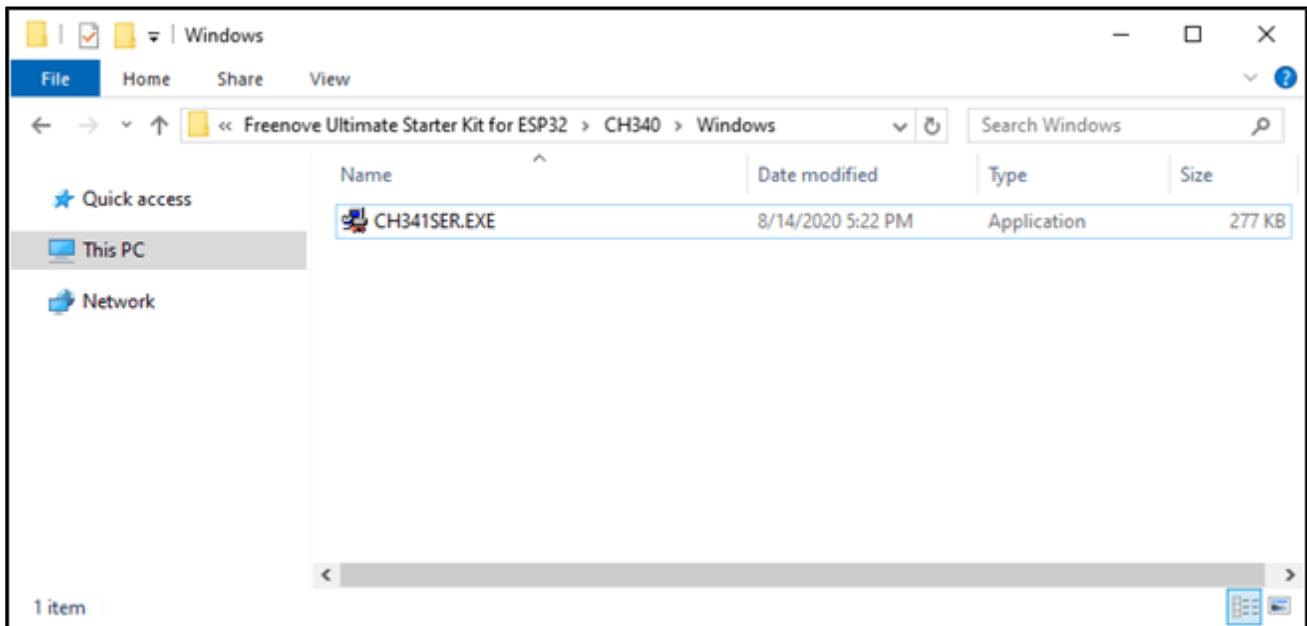 Windows
File Home Share View
« Freenove Ultimate Starter Kit for ESP32 > CH340 > Windows Search Windows
Name Date modified Type Size
Quick access
CH341SER.EXE 8/14/2020 5:22 PM Application 277 KB
This PC
Network
1 item